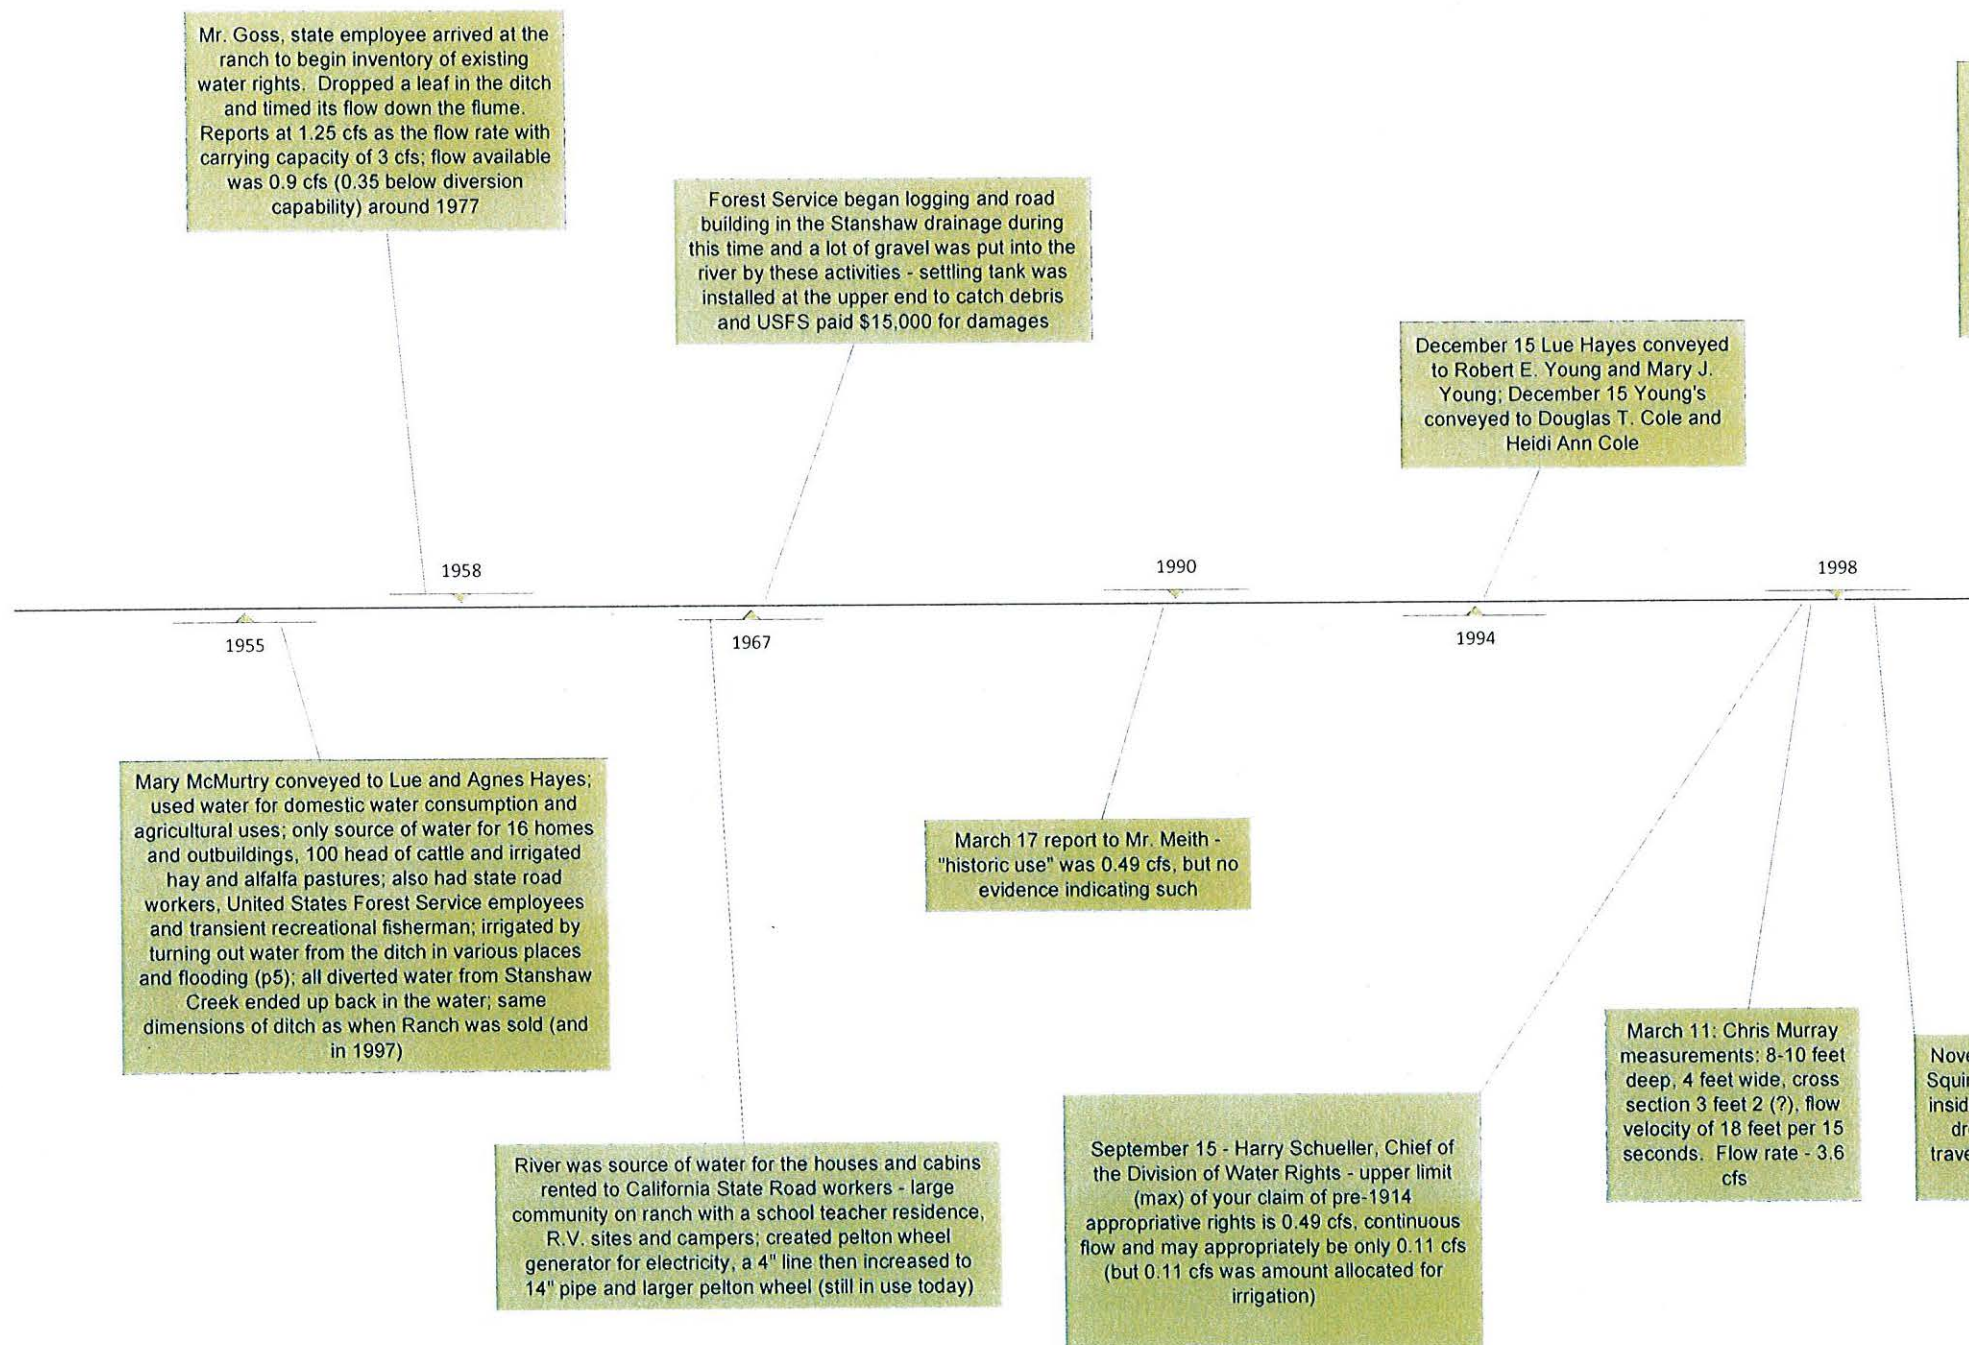 Mr. Goss, state employee arrived at the
ranch to begin inventory of existing
water rights.  Dropped a leaf in the ditch
and timed its flow down the flume.
Reports at 1.25 cfs as the flow rate with
carrying capacity of 3 cfs; flow available
was 0.9 cfs (0.35 below diversion
capability) around 1977
Forest Service began logging and road
building in the Stanshaw drainage during
this time and a lot of gravel was put into the
river by these activities - settling tank was
installed at the upper end to catch debris
and USFS paid $15,000 for damages
December 15 Lue Hayes conveyed
to Robert E. Young and Mary J.
Young; December 15 Young's
conveyed to Douglas T. Cole and
Heidi Ann Cole
1958
1990
1998
1955
1967
1994
Mary McMurtry conveyed to Lue and Agnes Hayes;
used water for domestic water consumption and
agricultural uses; only source of water for 16 homes
and outbuildings, 100 head of cattle and irrigated
hay and alfalfa pastures; also had state road
workers, United States Forest Service employees
and transient recreational fisherman; irrigated by
turning out water from the ditch in various places
and flooding (p5); all diverted water from Stanshaw
Creek ended up back in the water; same
dimensions of ditch as when Ranch was sold (and
in 1997)
River was source of water for the houses and cabins
rented to California State Road workers - large
community on ranch with a school teacher residence,
R.V. sites and campers; created pelton wheel
generator for electricity, a 4" line then increased to
14" pipe and larger pelton wheel (still in use today)
March 17 report to Mr. Meith -
"historic use" was 0.49 cfs, but no
evidence indicating such
September 15 - Harry Schueller, Chief of
the Division of Water Rights - upper limit
(max) of your claim of pre-1914
appropriative rights is 0.49 cfs, continuous
flow and may appropriately be only 0.11 cfs
(but 0.11 cfs was amount allocated for
irrigation)
March 11: Chris Murray
measurements: 8-10 feet
deep, 4 feet wide, cross
section 3 feet 2 (?), flow
velocity of 18 feet per 15
seconds.  Flow rate - 3.6
cfs
Nove
Squir
insid
dr
trave